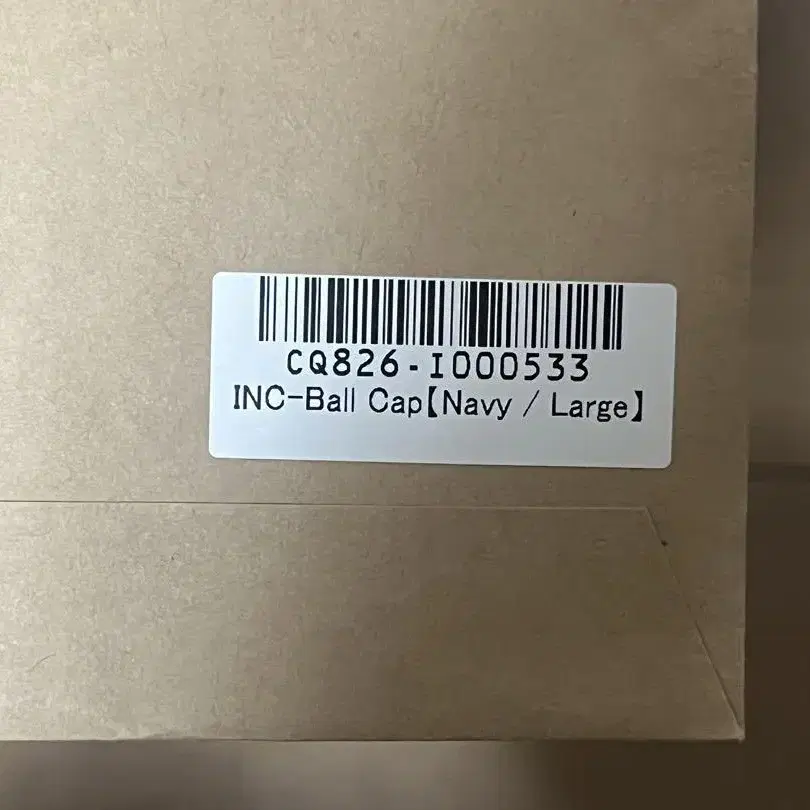 CQ826-I000533
INC-Ball Cap【Navy / Large】